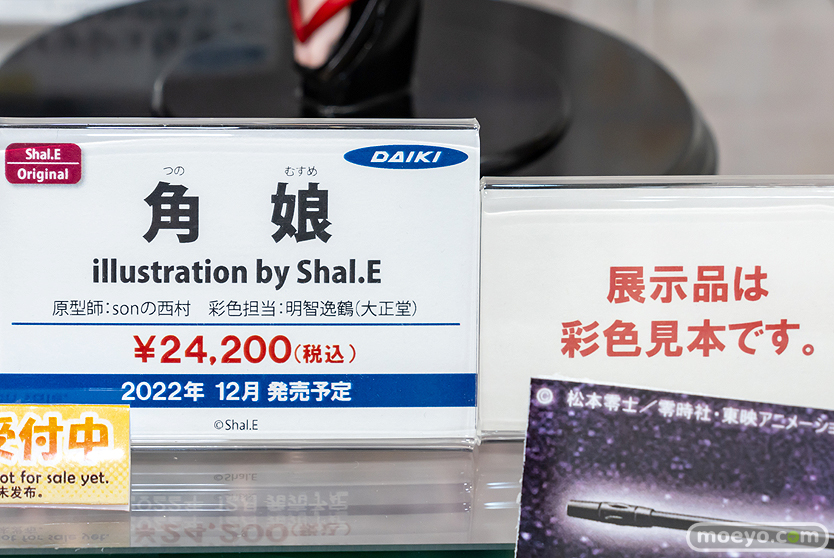 Shal.E
Original
DAIKI
つの むすめ
角 娘
illustration by Shal.E
原型師：sonの西村 彩色担当：明智逸鶴（大正堂）
¥24,200(税込)
2022年 12月 発売予定
©Shal.E
受付中
ot for sale yet.
未发布。
展示品は
彩色見本です。
© 松本零士／零時社・東映アニメーショ
moeyo.com